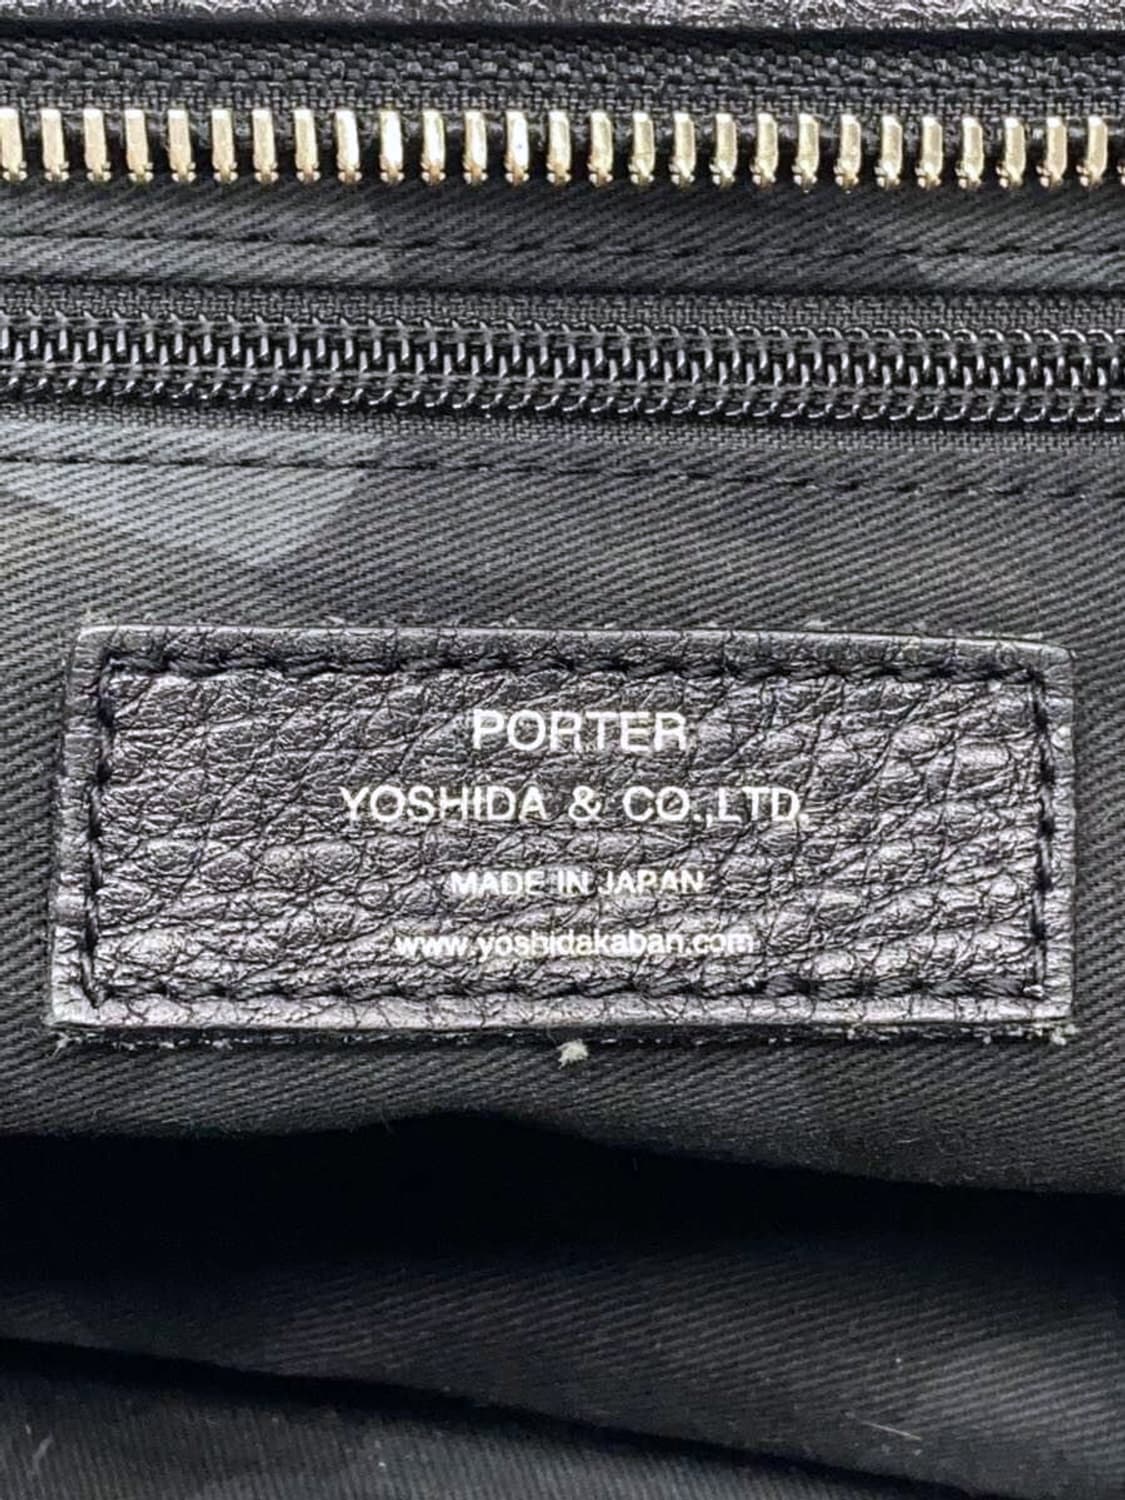 PORTER
YOSHIDA & CO.,LTD.
MADE IN JAPAN
www.yoshidakaban.com